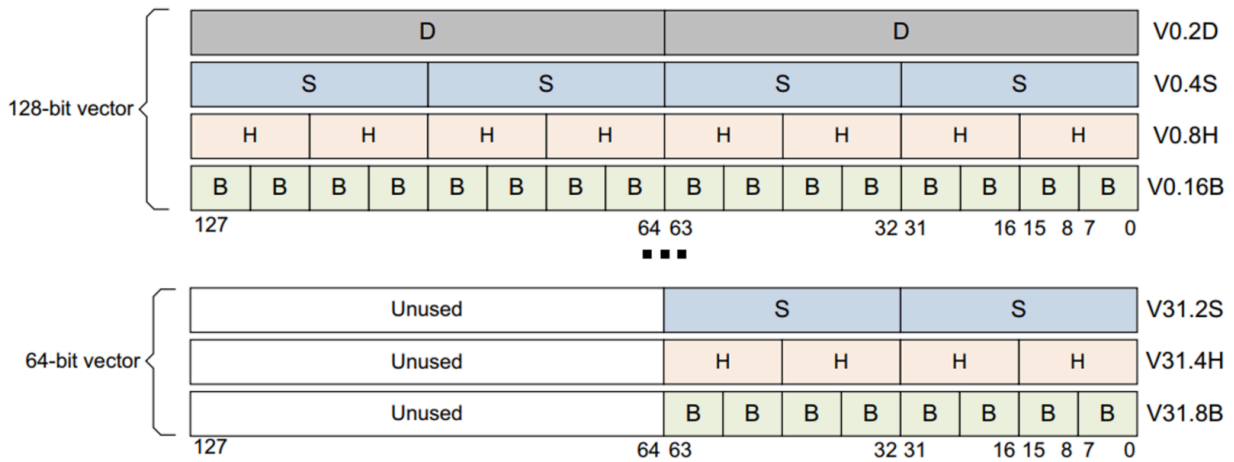 D D V0.2D
S S S S V0.4S
128-bit vector
H H H H H H H H V0.8H
B B B B B B B B B B B B B B B B V0.16B
127 64 63 32 31 16 15 8 7 0
...
Unused S S V31.2S
64-bit vector Unused H H H H V31.4H
Unused B B B B B B B B V31.8B
127 64 63 32 31 16 15 8 7 0